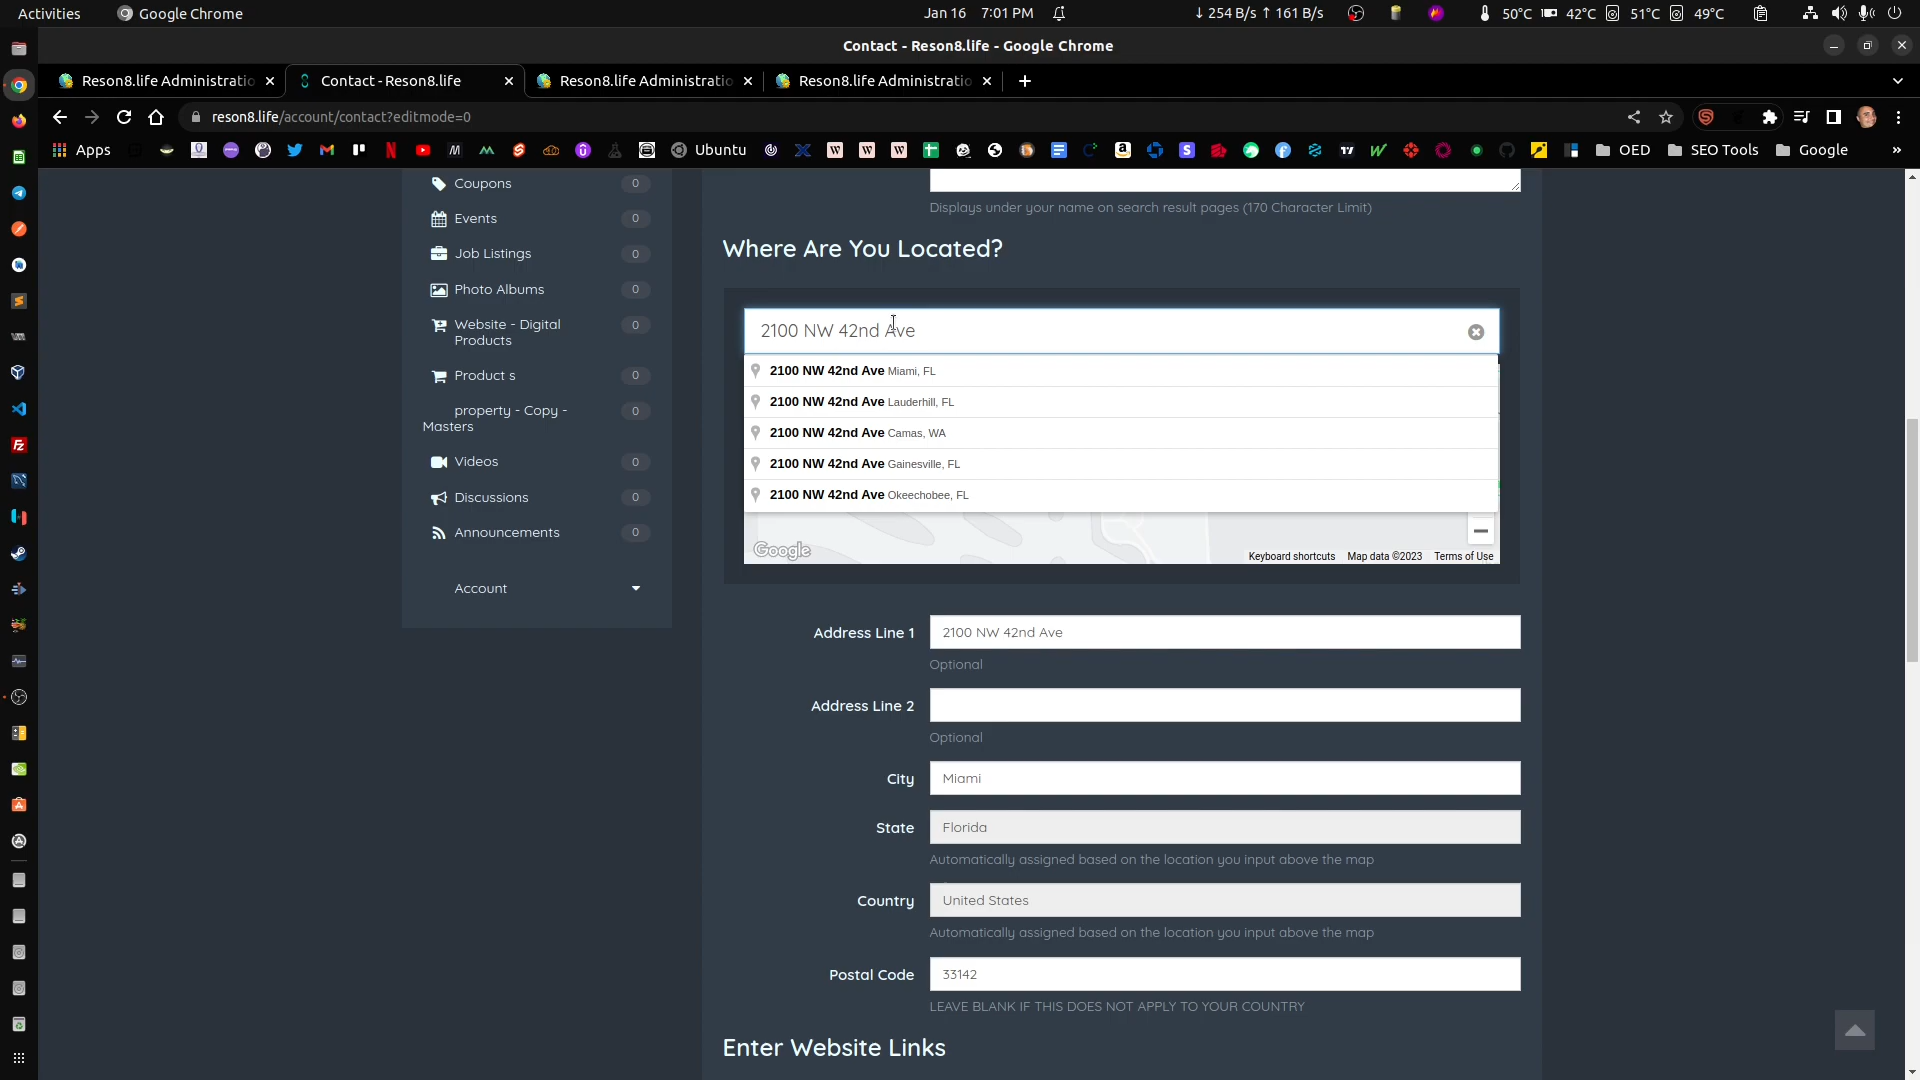 Activities Google Chrome Jan 16 7:01 PM ↓ 254 B/s ↑ 161 B/s 50°C 42°C 51°C 49°C
Contact - Reson8.life - Google Chrome
Reson8.life Administratio Contact - Reson8.life Reson8.life Administratio Reson8.life Administratio
reson8.life/account/contact?editmode=0
Apps Ubuntu OED SEO Tools Google »
Coupons 0
Displays under your name on search result pages (170 Character Limit)
Events 0
Where Are You Located?
Job Listings 0
Photo Albums 0
Website - Digital 0
Products
2100 NW 42nd Ave
Product s 0
2100 NW 42nd Ave Miami, FL
2100 NW 42nd Ave Lauderhill, FL
property - Copy - 0
Masters
2100 NW 42nd Ave Camas, WA
Videos 0
2100 NW 42nd Ave Gainesville, FL
Discussions 0
2100 NW 42nd Ave Okeechobee, FL
Announcements 0
Google Keyboard shortcuts Map data ©2023 Terms of Use
Account
Address Line 1 2100 NW 42nd Ave
Optional
Address Line 2
Optional
City Miami
State Florida
Automatically assigned based on the location you input above the map
Country United States
Automatically assigned based on the location you input above the map
Postal Code 33142
LEAVE BLANK IF THIS DOES NOT APPLY TO YOUR COUNTRY
Enter Website Links